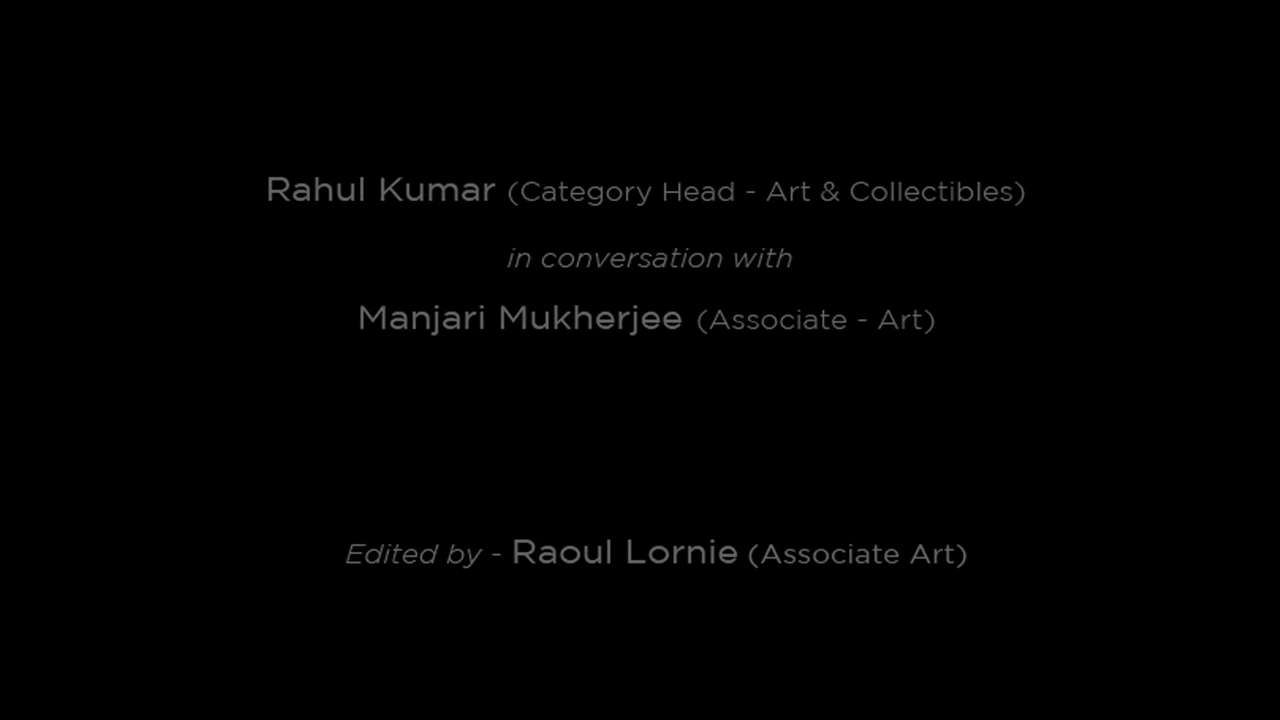 Rahul Kumar (Category Head - Art & Collectibles)
in conversation with
Manjari Mukherjee (Associate - Art)
Edited by - Raoul Lornie (Associate Art)